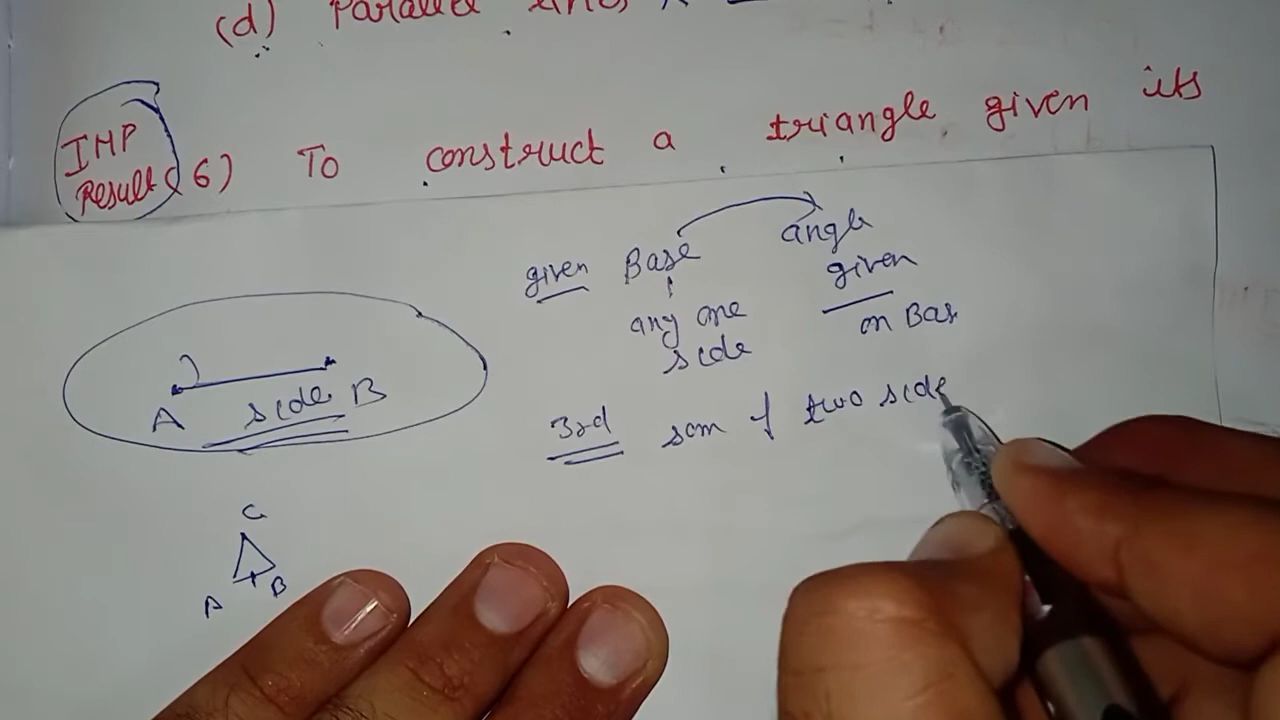 (d) Parallel lines
IMP
Result (6) To construct a triangle given its
given Base angle
given
any one on Base
side
A side B
3rd sum of two side
C
A B